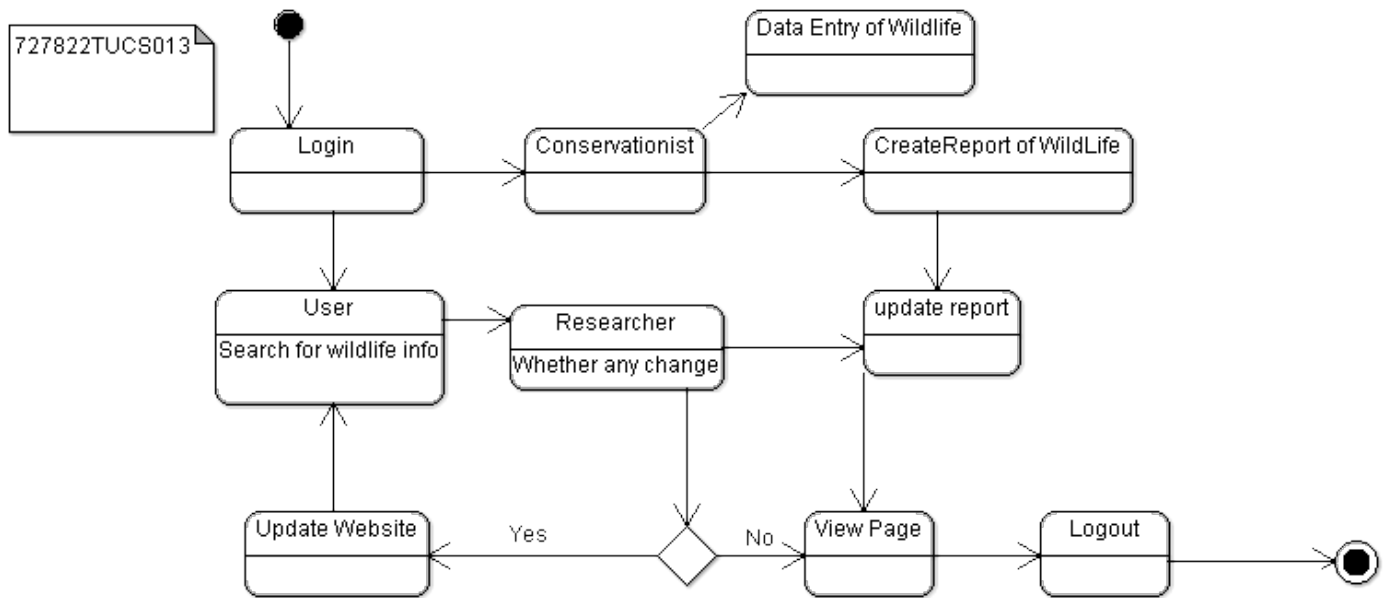 727822TUCS013
Data Entry of Wildlife
Login
Conservationist
CreateReport of WildLife
User
Search for wildlife info
Researcher
Whether any change
update report
Update Website
Yes
No
View Page
Logout